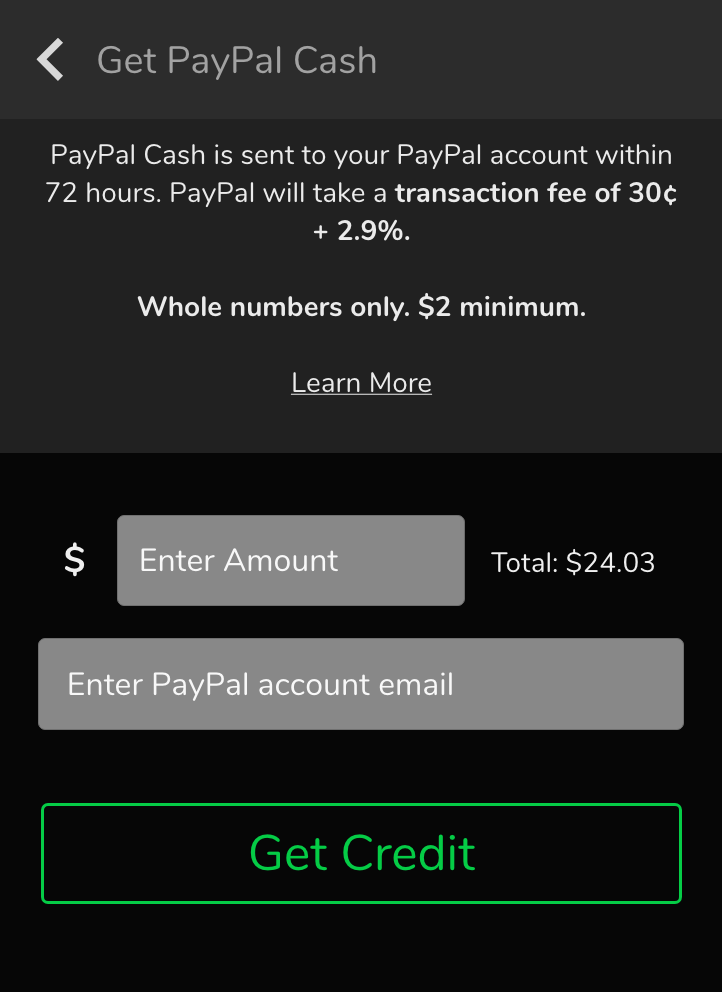 Get PayPal Cash
PayPal Cash is sent to your PayPal account within
72 hours. PayPal will take a transaction fee of 30¢
+ 2.9%.
Whole numbers only. $2 minimum.
Learn More
$ Enter Amount Total: $24.03
Enter PayPal account email
Get Credit